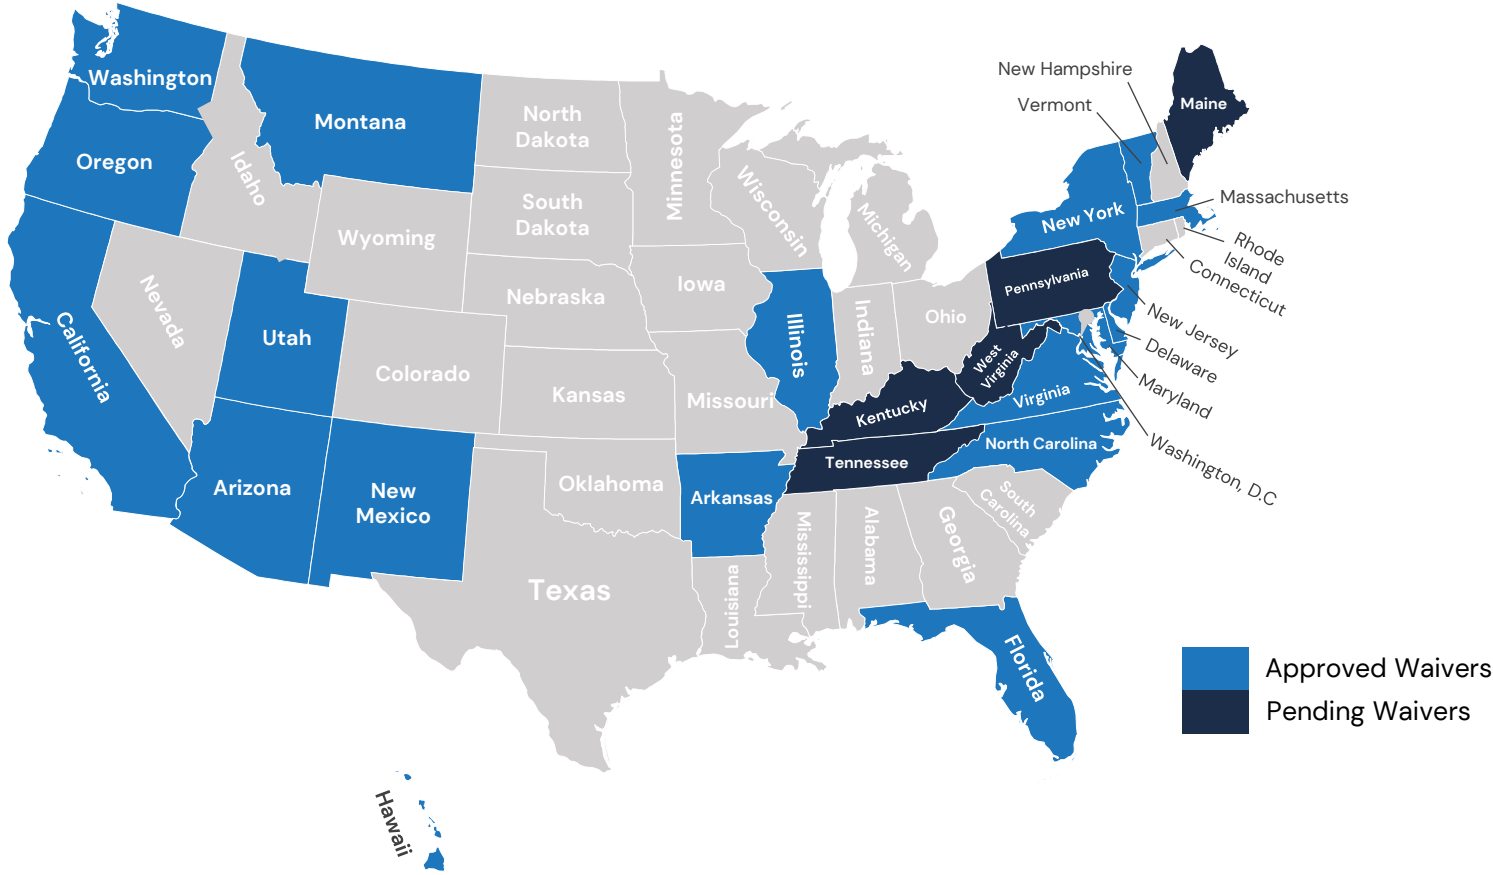 Washington
Montana
North
Dakota
Minnesota
New Hampshire
Vermont
Maine
Oregon
Idaho
South
Dakota
Wisconsin
Michigan
New York
Massachusetts
Wyoming
Rhode
Island
Connecticut
Nevada
Utah
Nebraska
Iowa
Illinois
Indiana
Ohio
Pennsylvania
New Jersey
Delaware
Maryland
Washington, D.C
California
Colorado
Kansas
Missouri
Kentucky
West
Virginia
Virginia
Arizona
New
Mexico
Oklahoma
Arkansas
Tennessee
North Carolina
South
Carolina
Texas
Louisiana
Mississippi
Alabama
Georgia
Florida
Hawaii
Approved Waivers
Pending Waivers